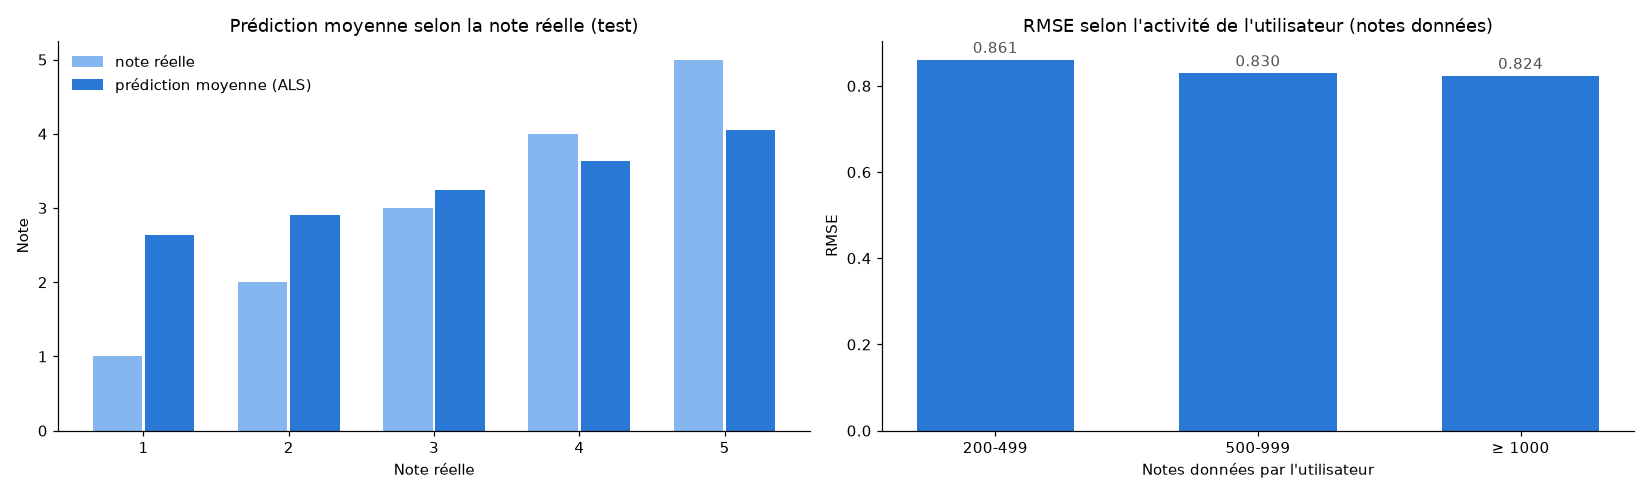 Prédiction moyenne selon la note réelle (test)
note réelle
prédiction moyenne (ALS)
Note
5
4
3
2
1
0
1 2 3 4 5
Note réelle
RMSE selon l'activité de l'utilisateur (notes données)
0.861 0.830 0.824
RMSE
0.8
0.6
0.4
0.2
0.0
200-499 500-999 ≥ 1000
Notes données par l'utilisateur